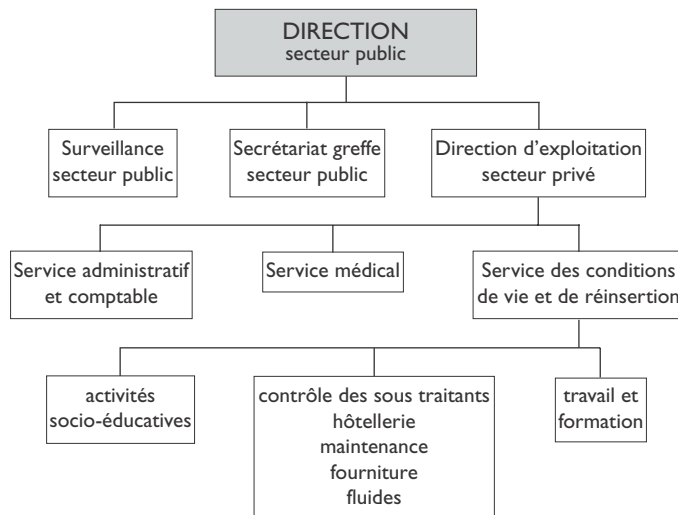 DIRECTION
secteur public
Surveillance
secteur public
Secrétariat greffe
secteur public
Direction d'exploitation
secteur privé
Service administratif
et comptable
Service médical
Service des conditions
de vie et de réinsertion
activités
socio-éducatives
contrôle des sous traitants
hôtellerie
maintenance
fourniture
fluides
travail et
formation